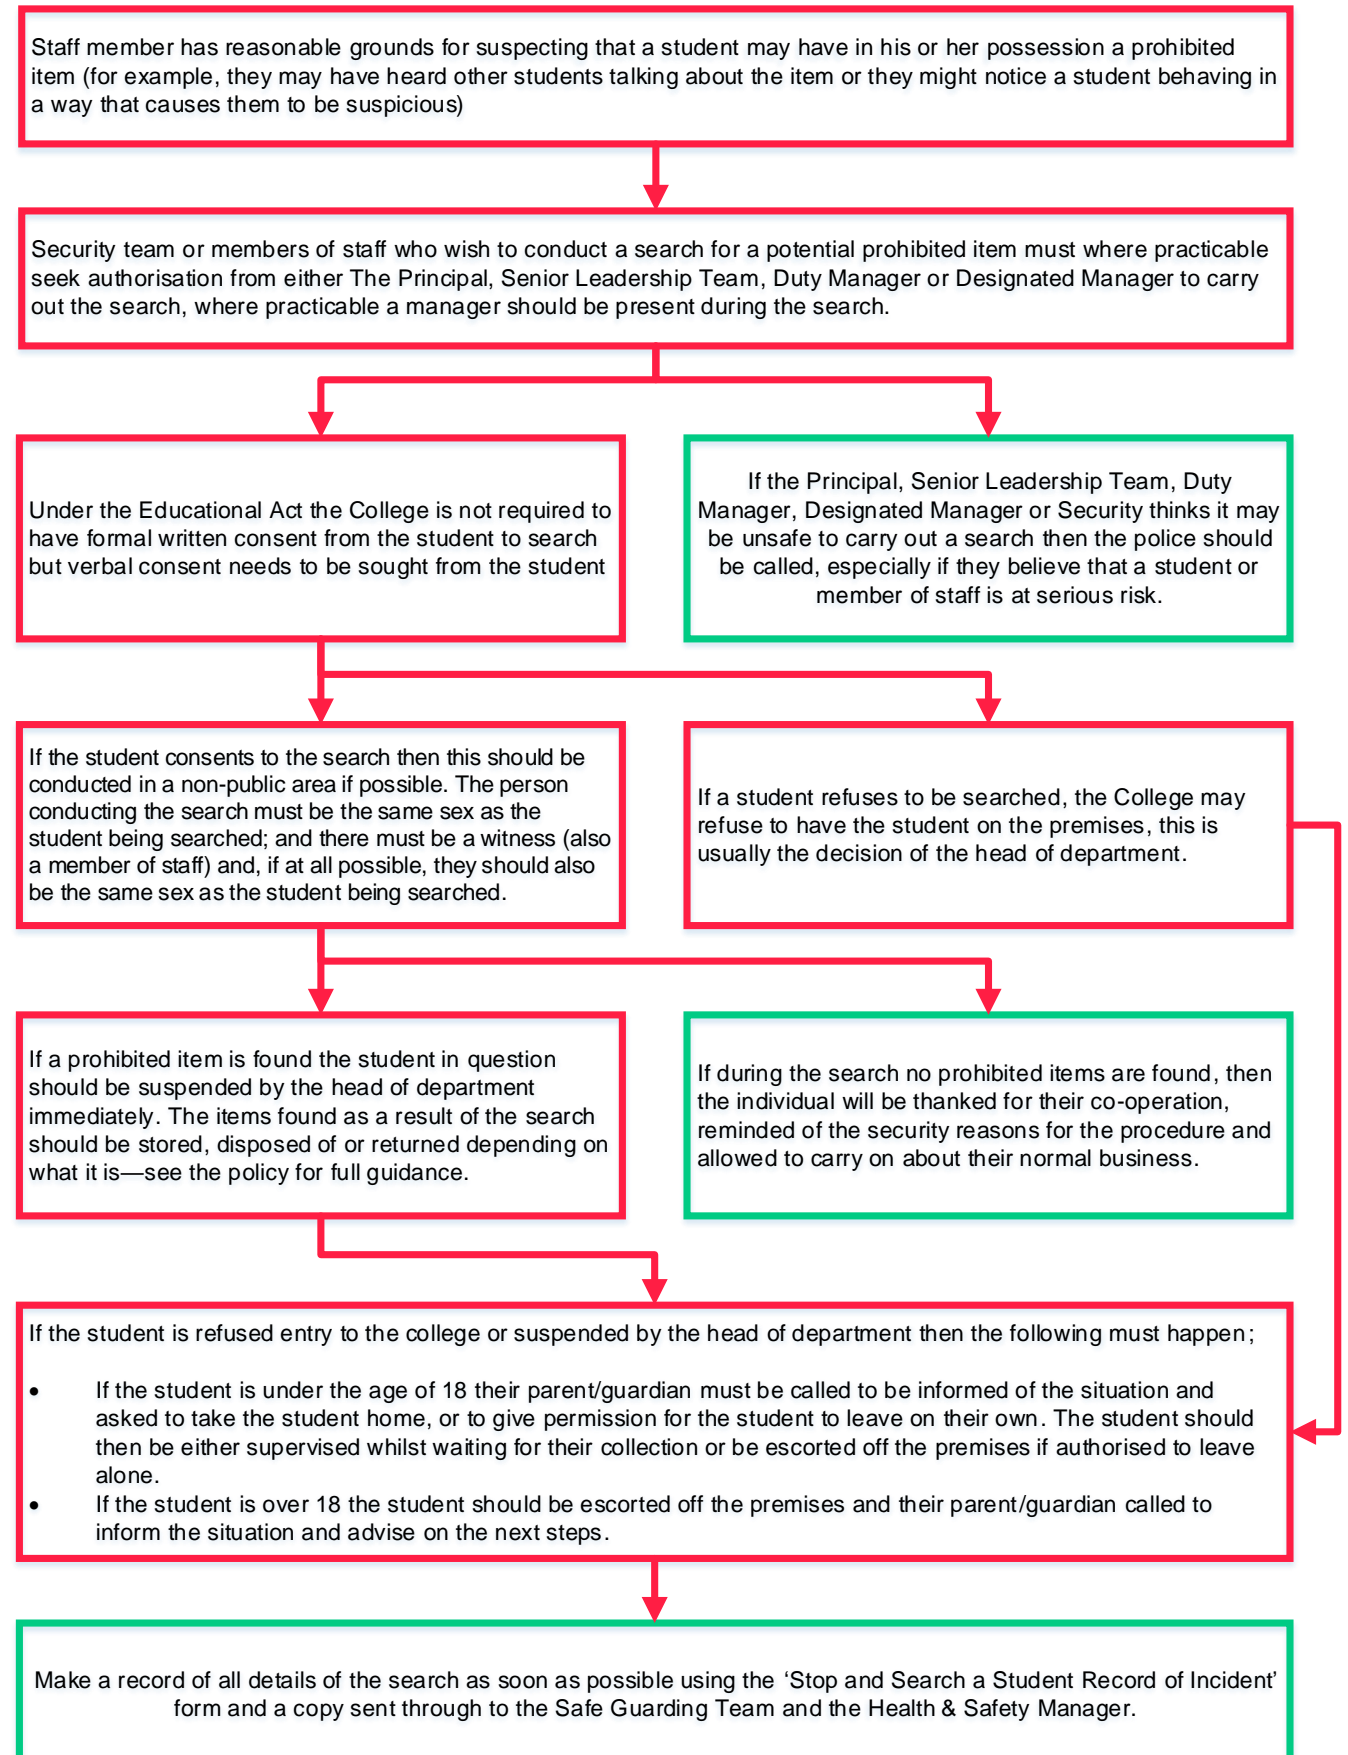 Staff member has reasonable grounds for suspecting that a student may have in his or her possession a prohibited
item (for example, they may have heard other students talking about the item or they might notice a student behaving in
a way that causes them to be suspicious)
Security team or members of staff who wish to conduct a search for a potential prohibited item must where practicable
seek authorisation from either The Principal, Senior Leadership Team, Duty Manager or Designated Manager to carry
out the search, where practicable a manager should be present during the search.
Under the Educational Act the College is not required to
have formal written consent from the student to search
but verbal consent needs to be sought from the student
If the Principal, Senior Leadership Team, Duty
Manager, Designated Manager or Security thinks it may
be unsafe to carry out a search then the police should
be called, especially if they believe that a student or
member of staff is at serious risk.
If the student consents to the search then this should be
conducted in a non-public area if possible. The person
conducting the search must be the same sex as the
student being searched; and there must be a witness (also
a member of staff) and, if at all possible, they should also
be the same sex as the student being searched.
If a student refuses to be searched, the College may
refuse to have the student on the premises, this is
usually the decision of the head of department.
If a prohibited item is found the student in question
should be suspended by the head of department
immediately. The items found as a result of the search
should be stored, disposed of or returned depending on
what it is—see the policy for full guidance.
If during the search no prohibited items are found, then
the individual will be thanked for their co-operation,
reminded of the security reasons for the procedure and
allowed to carry on about their normal business.
If the student is refused entry to the college or suspended by the head of department then the following must happen;
• If the student is under the age of 18 their parent/guardian must be called to be informed of the situation and
asked to take the student home, or to give permission for the student to leave on their own. The student should
then be either supervised whilst waiting for their collection or be escorted off the premises if authorised to leave
alone.
• If the student is over 18 the student should be escorted off the premises and their parent/guardian called to
inform the situation and advise on the next steps.
Make a record of all details of the search as soon as possible using the ‘Stop and Search a Student Record of Incident’
form and a copy sent through to the Safe Guarding Team and the Health & Safety Manager.